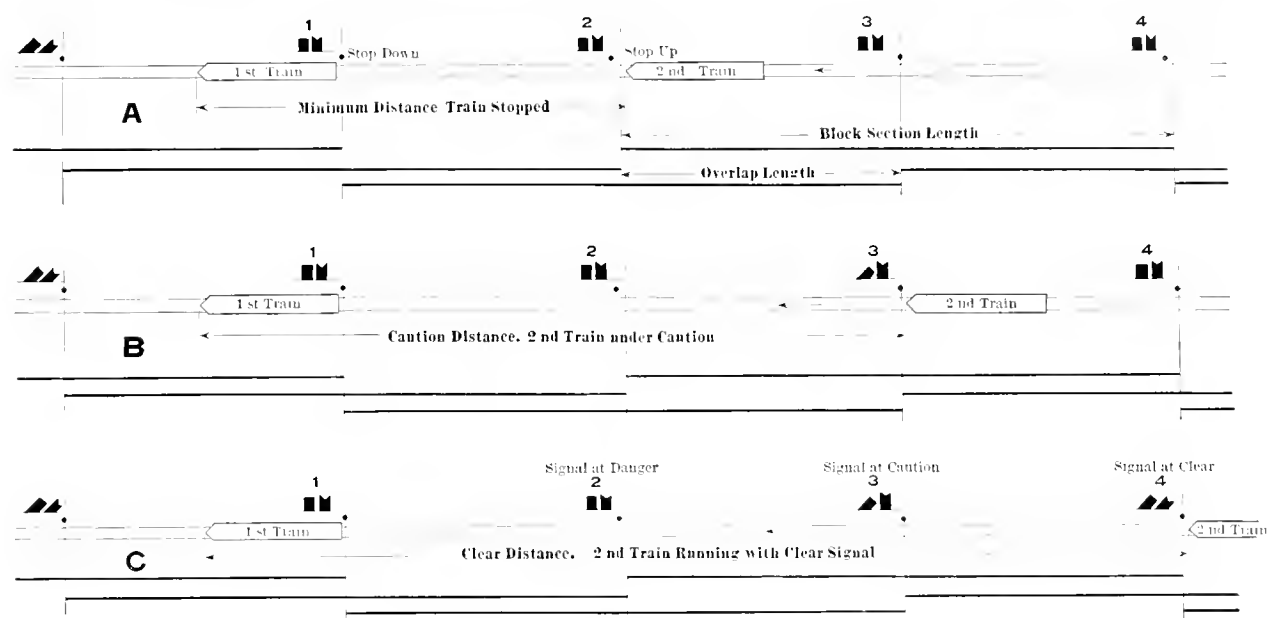 1 2 3 4
Stop Down Stop Up
1 st Train 2 nd Train
A Minimum Distance Train Stopped
Block Section Length
Overlap Length
1 2 3 4
1 st Train 2 nd Train
B Caution Distance. 2 nd Train under Caution
Signal at Danger Signal at Caution Signal at Clear
1 2 3 4
1 st Train 2 nd Train
C Clear Distance. 2 nd Train Running with Clear Signal